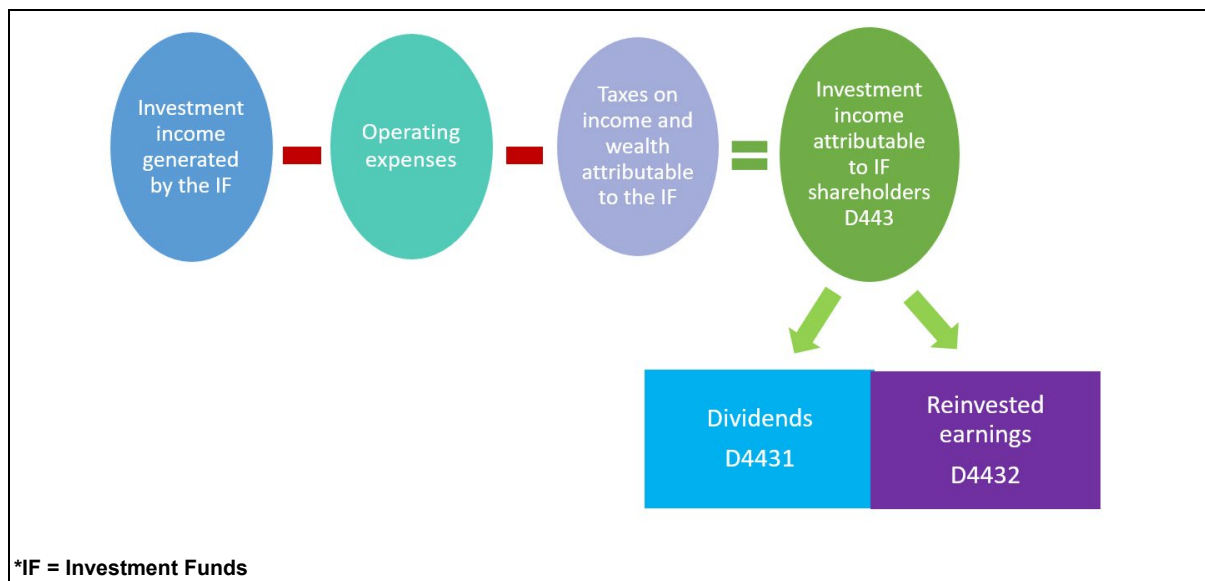 Investment
income
generated
by the IF
Operating
expenses
Taxes on
income and
wealth
attributable
to the IF
Investment
income
attributable
to IF
shareholders
D443
Dividends
D4431
Reinvested
earnings
D4432
*IF = Investment Funds